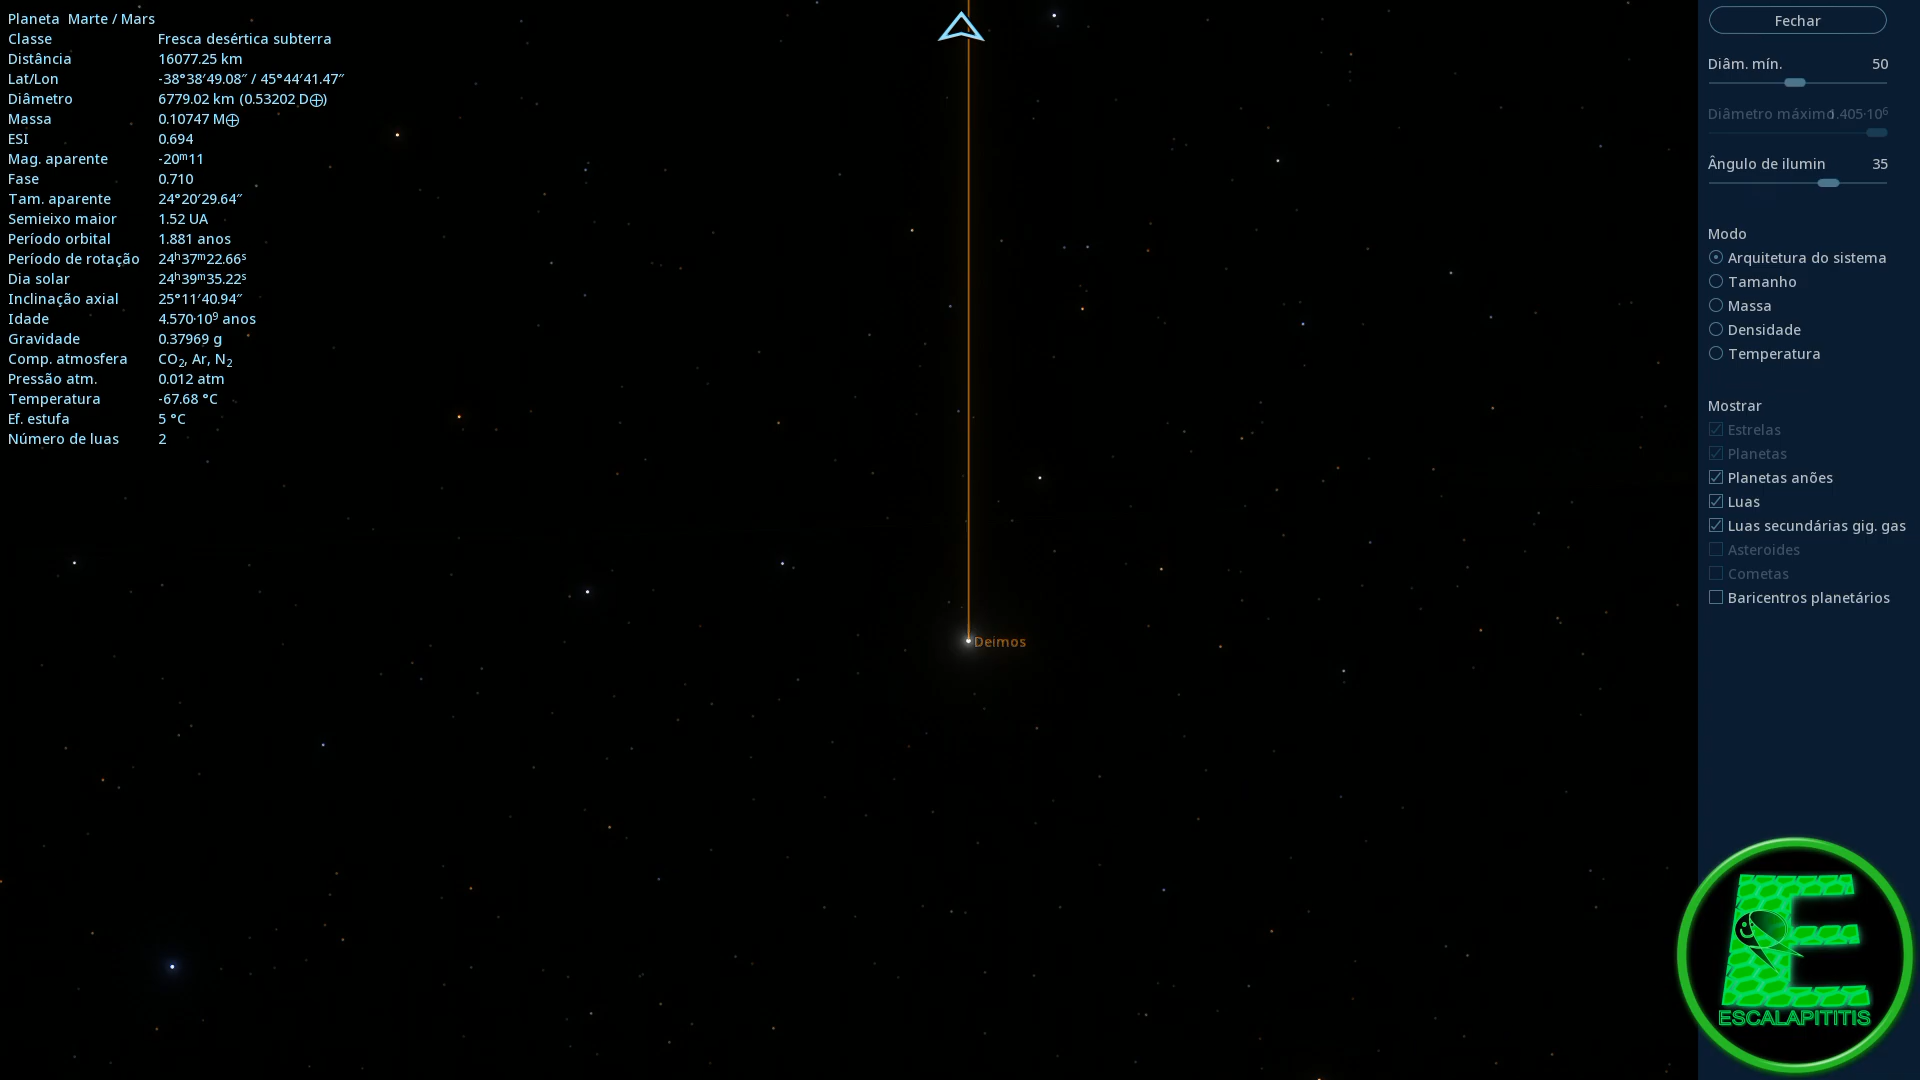 Planeta Marte / Mars
Classe Fresca desértica subterra
Distância 16077.25 km
Lat/Lon -38°38′49.08″ / 45°44′41.47″
Diâmetro 6779.02 km (0.53202 D⊕)
Massa 0.10747 M⊕
ESI 0.694
Mag. aparente -20ᵐ11
Fase 0.710
Tam. aparente 24°20′29.64″
Semieixo maior 1.52 UA
Período orbital 1.881 anos
Período de rotação 24ʰ37ᵐ22.66ˢ
Dia solar 24ʰ39ᵐ35.22ˢ
Inclinação axial 25°11′40.94″
Idade 4.570·10⁹ anos
Gravidade 0.37969 g
Comp. atmosfera CO₂, Ar, N₂
Pressão atm. 0.012 atm
Temperatura -67.68 °C
Ef. estufa 5 °C
Número de luas 2
Deimos
Fechar
Diâm. mín. 50
Diâmetro máximo 1.405·10⁶
Ângulo de ilumin 35
Modo
Arquitetura do sistema
Tamanho
Massa
Densidade
Temperatura
Mostrar
Estrelas
Planetas
Planetas anões
Luas
Luas secundárias gig. gas
Asteroides
Cometas
Baricentros planetários
E
ESCALAPITITIS